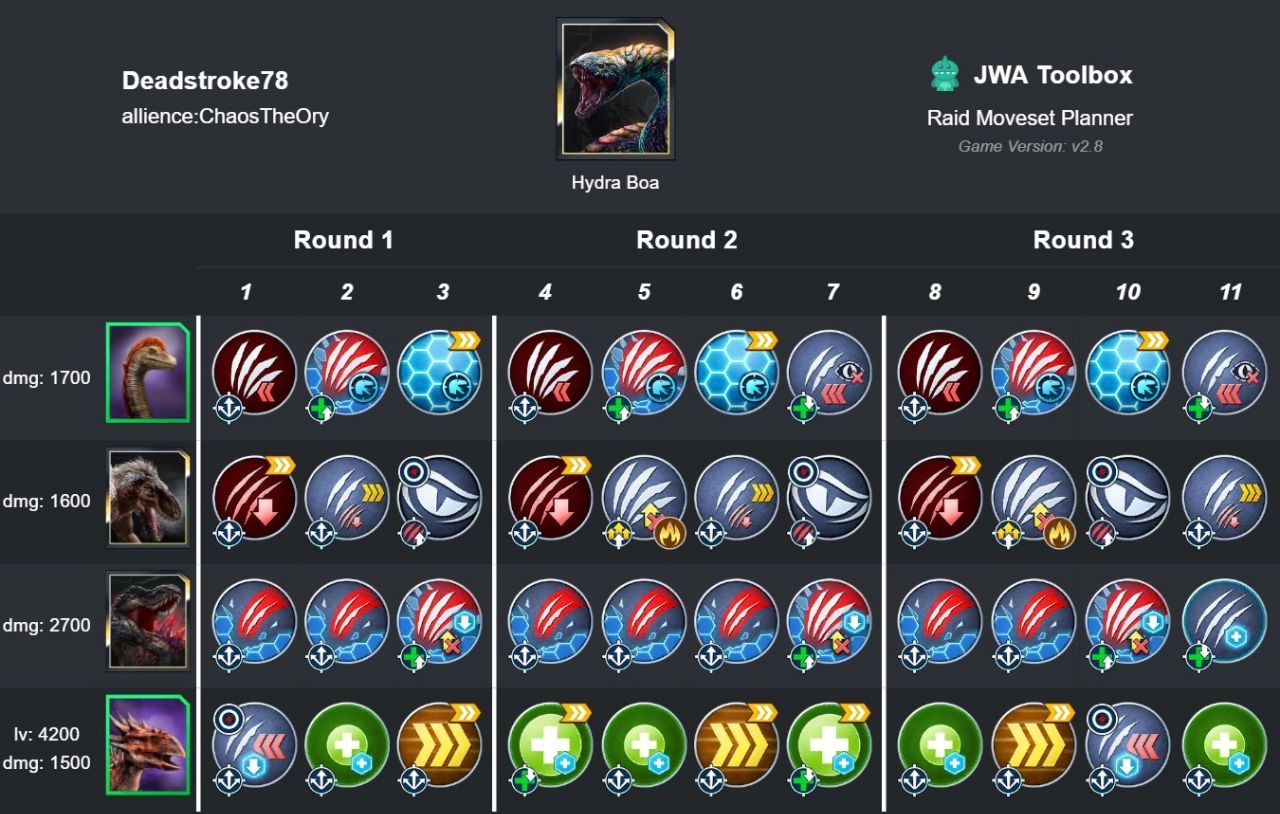 Deadstroke78
allience:ChaosTheOry
Hydra Boa
JWA Toolbox
Raid Moveset Planner
Game Version: v2.8
Round 1
Round 2
Round 3
1 2 3 4 5 6 7 8 9 10 11
dmg: 1700
dmg: 1600
dmg: 2700
lv: 4200
dmg: 1500